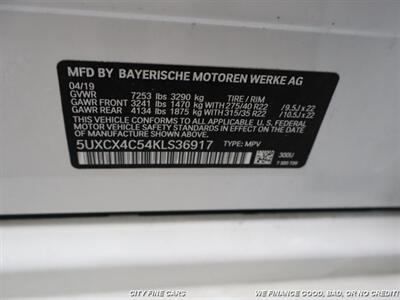 MFD BY BAYERISCHE MOTOREN WERKE AG
04/19
GVWR 7253 lbs 3290 kg TIRE / RIM
GAWR FRT 3241 lbs 1470 kg WITH 275/40 R22 / 9.5J x 22
GAWR RR 4134 lbs 1875 kg WITH 315/35 R22 / 10.5J x 22
THIS VEHICLE CONFORMS TO ALL APPLICABLE U.S. FEDERAL
MOTOR VEHICLE SAFETY STANDARDS IN EFFECT ON THE DATE
OF MANUFACTURE SHOWN ABOVE.
5UXCX4C54KLS36917 TYPE: MPV
300U
CITY FINE CARS WE FINANCE GOOD, BAD, OR NO CREDIT!